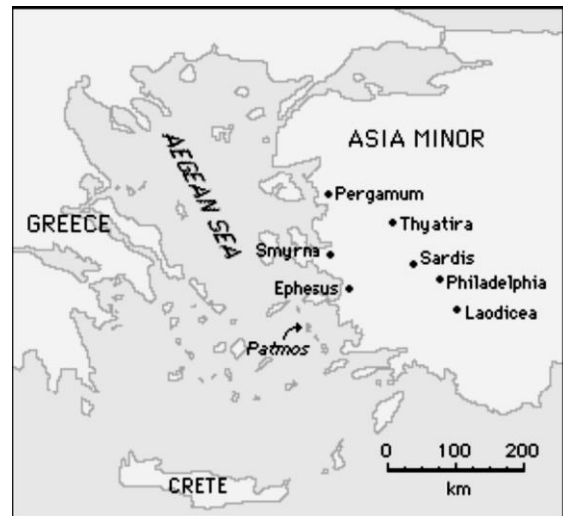 ASIA MINOR
AEGEAN SEA
Pergamum
GREECE
Thyatira
Smyrna
Sardis
Ephesus
Philadelphia
Laodicea
Patmos
0 100 200
km
CRETE